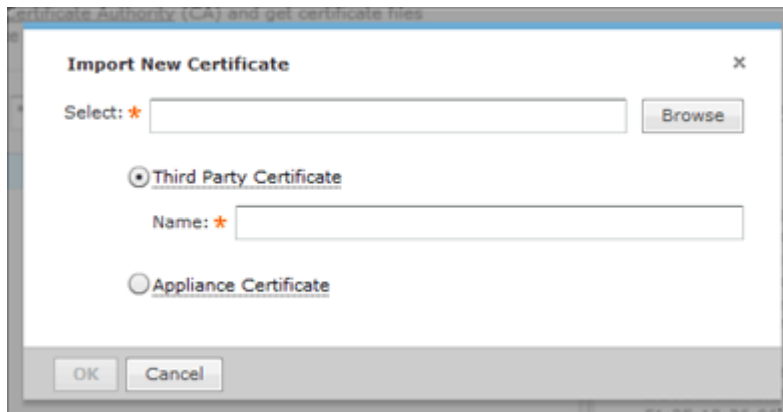 Certificate Authority (CA) and get certificate files
Import New Certificate
Select: * Browse
Third Party Certificate
Name: *
Appliance Certificate
OK Cancel